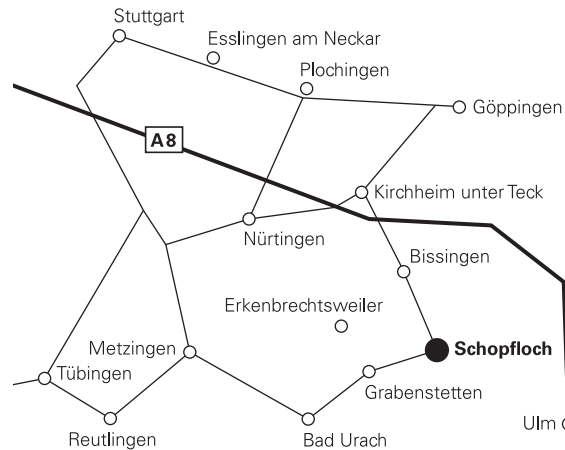 Stuttgart
Esslingen am Neckar
Plochingen
Göppingen
A8
Kirchheim unter Teck
Nürtingen
Bissingen
Erkenbrechtsweiler
Metzingen
Schopfloch
Tübingen
Grabenstetten
Reutlingen
Bad Urach
Ulm